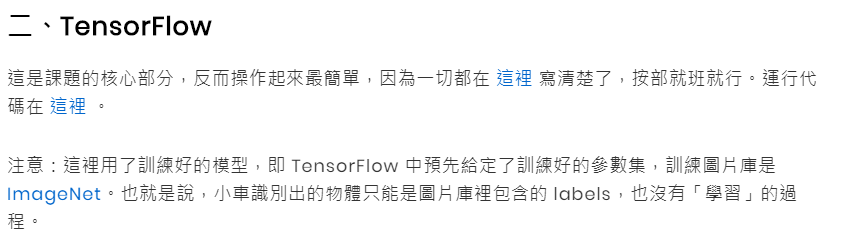 二、TensorFlow
這是課題的核心部分，反而操作起來最簡單，因為一切都在 這裡 寫清楚了，按部就班就行。運行代
碼在 這裡 。
注意：這裡用了訓練好的模型，即 TensorFlow 中預先給定了訓練好的參數集，訓練圖片庫是
ImageNet。也就是說，小車識別出的物體只能是圖片庫裡包含的 labels，也沒有「學習」的過
程。